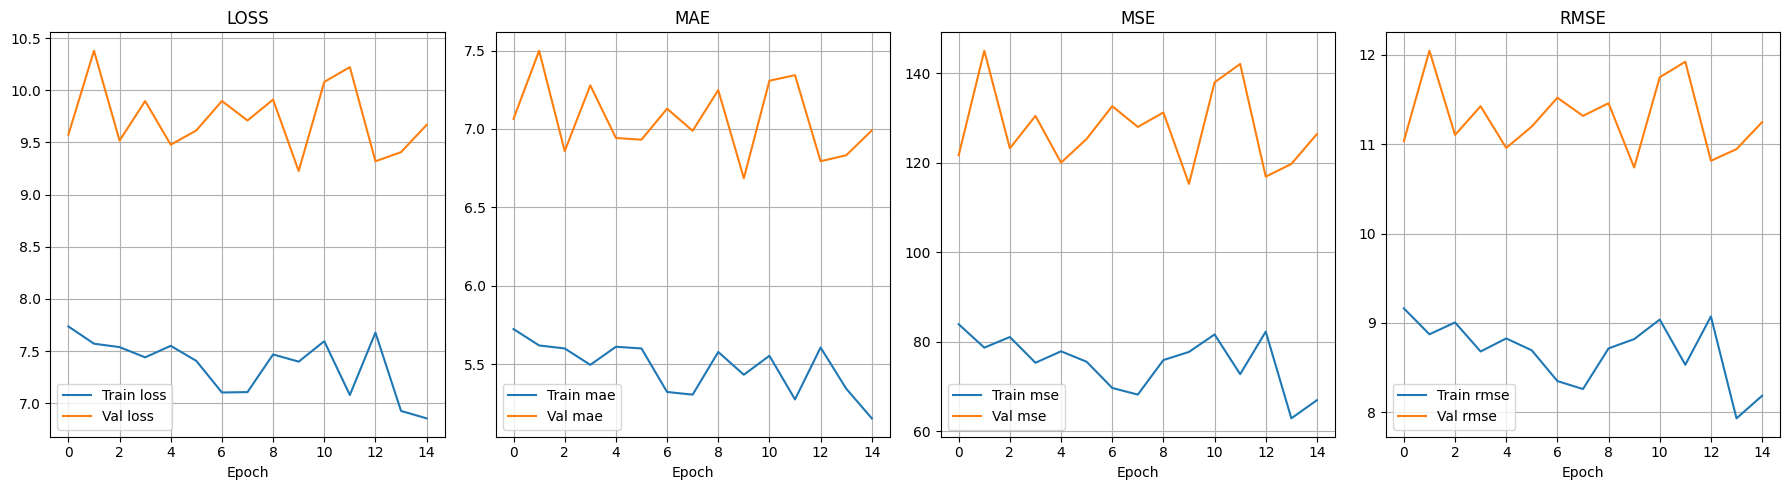 LOSS
10.5
10.0
9.5
9.0
8.5
8.0
7.5
7.0
Train loss
Val loss
0 2 4 6 8 10 12 14
Epoch
MAE
7.5
7.0
6.5
6.0
5.5
Train mae
Val mae
0 2 4 6 8 10 12 14
Epoch
MSE
140
120
100
80
60
Train mse
Val mse
0 2 4 6 8 10 12 14
Epoch
RMSE
12
11
10
9
8
Train rmse
Val rmse
0 2 4 6 8 10 12 14
Epoch